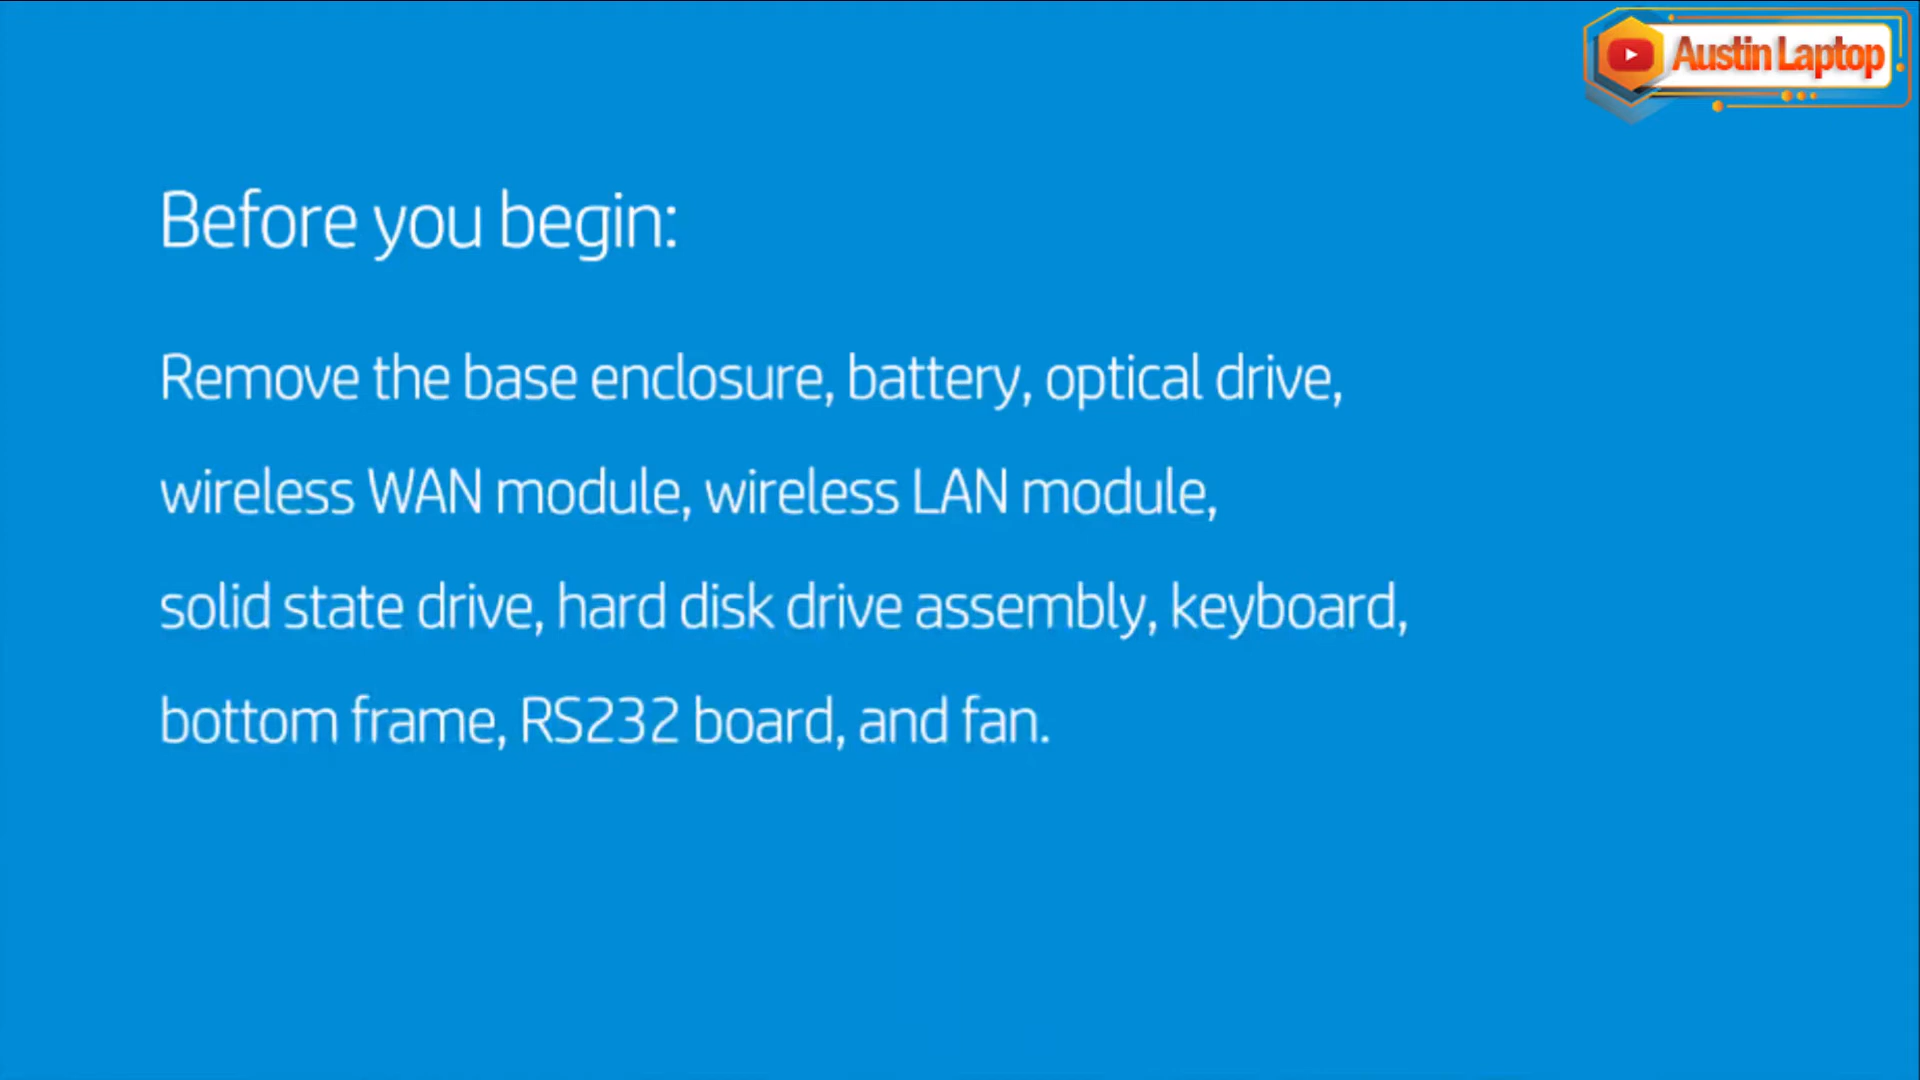 Austin Laptop
Before you begin:
Remove the base enclosure, battery, optical drive,
wireless WAN module, wireless LAN module,
solid state drive, hard disk drive assembly, keyboard,
bottom frame, RS232 board, and fan.